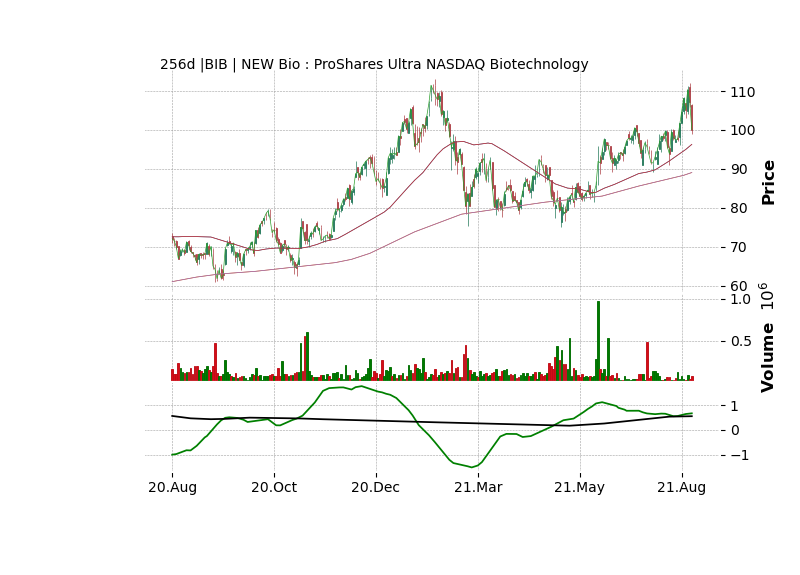 256d |BIB | NEW Bio : ProShares Ultra NASDAQ Biotechnology
110
100
90
80
70
60
Price
1.0
0.5
Volume 10^6
1
0
−1
20.Aug 20.Oct 20.Dec 21.Mar 21.May 21.Aug